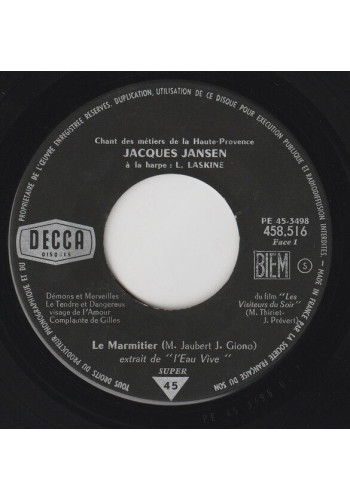 TOUS DROITS DU PRODUCTEUR PHONOGRAPHIQUE ET DU PROPRIETAIRE DE L'ŒUVRE ENREGISTRÉE RESERVES. DUPLICATION, UTILISATION DE CE DISQUE POUR EXECUTION PUBLIQUE ET RADIODIFFUSION INTERDITES. - MADE IN FRANCE PAR LA SOCIETE FRANÇAISE DU SON
Chant des métiers de la Haute-Provence
JACQUES JANSEN
à la harpe : L. LASKINE
DECCA
DISQUES
PE 45-3498
458.516
Face 1
BIEM
S
Démons et Merveilles
Le Tendre et Dangereux
visage de l'Amour
Complainte de Gilles
du film "Les
Visiteurs du Soir"
(M. Thiriet-
J. Prévert)
Le Marmitier (M. Jaubert J. Giono)
extrait de "l'Eau Vive"
SUPER
45